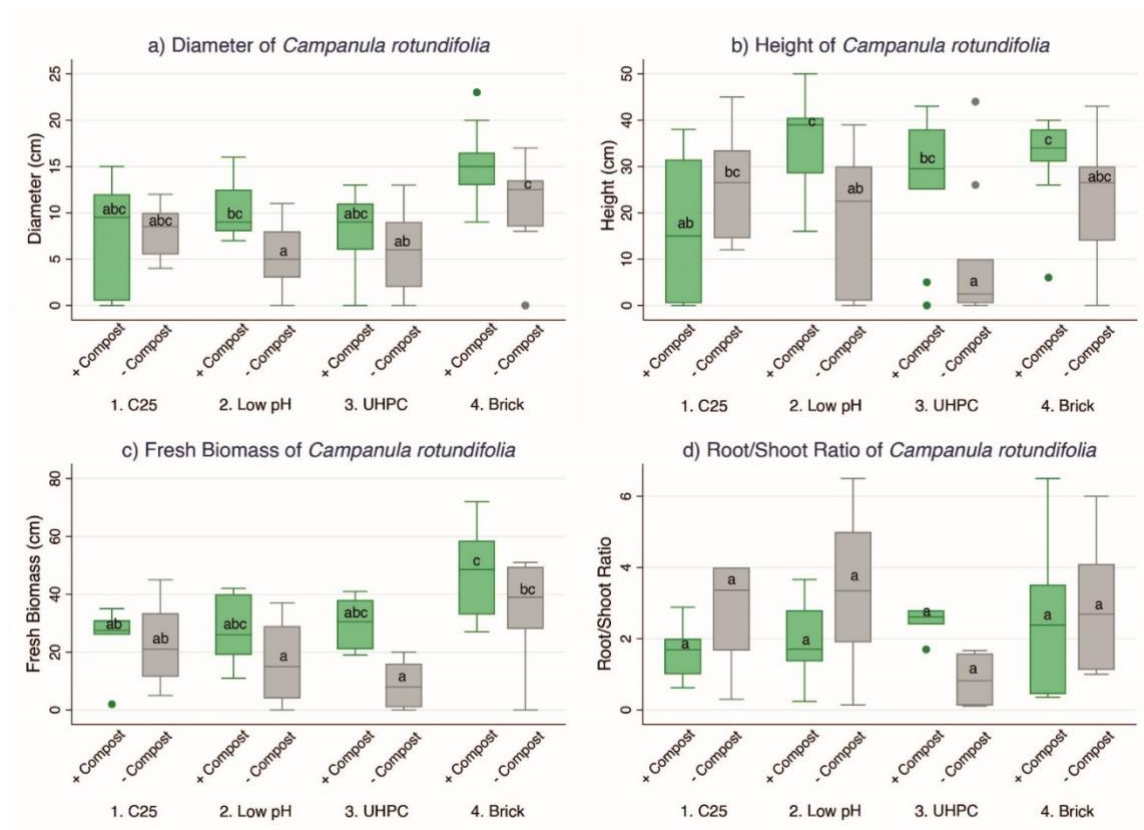 a) Diameter of Campanula rotundifolia
Diameter (cm)
25
20
15
10
5
0
abc
abc
bc
a
abc
ab
c
+ Compost
- Compost
+ Compost
- Compost
+ Compost
- Compost
+ Compost
- Compost
1. C25
2. Low pH
3. UHPC
4. Brick
b) Height of Campanula rotundifolia
Height (cm)
50
40
30
20
10
0
ab
bc
c
ab
bc
a
c
abc
+ Compost
- Compost
+ Compost
- Compost
+ Compost
- Compost
+ Compost
- Compost
1. C25
2. Low pH
3. UHPC
4. Brick
c) Fresh Biomass of Campanula rotundifolia
Fresh Biomass (cm)
80
60
40
20
0
ab
ab
abc
a
abc
a
c
bc
+ Compost
- Compost
+ Compost
- Compost
+ Compost
- Compost
+ Compost
- Compost
1. C25
2. Low pH
3. UHPC
4. Brick
d) Root/Shoot Ratio of Campanula rotundifolia
Root/Shoot Ratio
6
4
2
0
a
a
a
a
a
a
a
a
+ Compost
- Compost
+ Compost
- Compost
+ Compost
- Compost
+ Compost
- Compost
1. C25
2. Low pH
3. UHPC
4. Brick